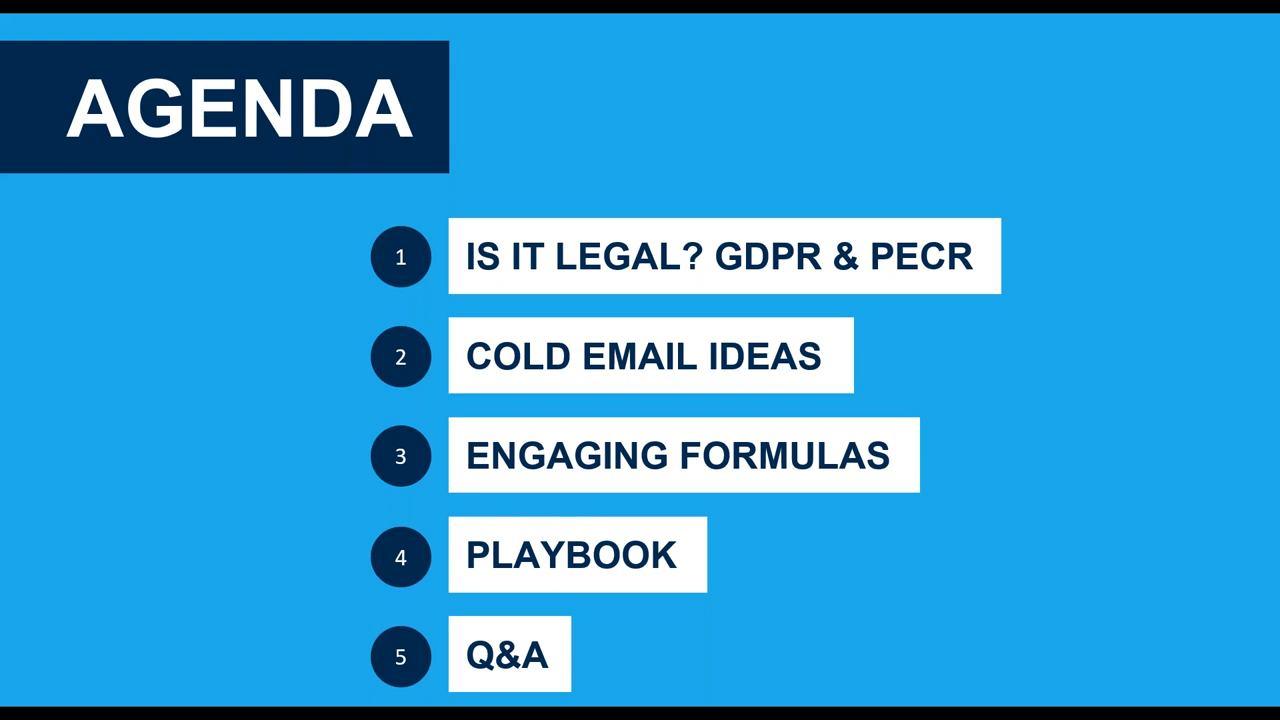 AGENDA
1 IS IT LEGAL? GDPR & PECR
2 COLD EMAIL IDEAS
3 ENGAGING FORMULAS
4 PLAYBOOK
5 Q&A